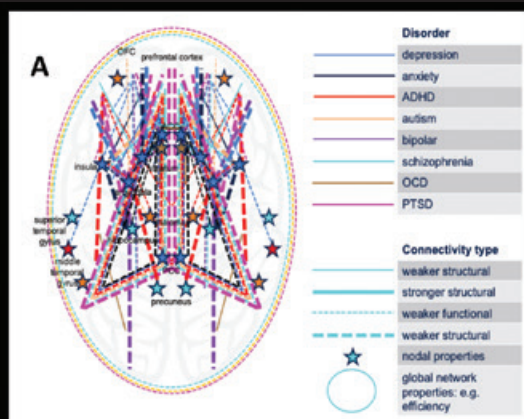 A
OFC
prefrontal cortex
insula
superior
temporal
gyrus
middle
temporal
gyrus
precuneus
Disorder
depression
anxiety
ADHD
autism
bipolar
schizophrenia
OCD
PTSD
Connectivity type
weaker structural
stronger structural
weaker functional
weaker structural
nodal properties
global network
properties: e.g.
efficiency